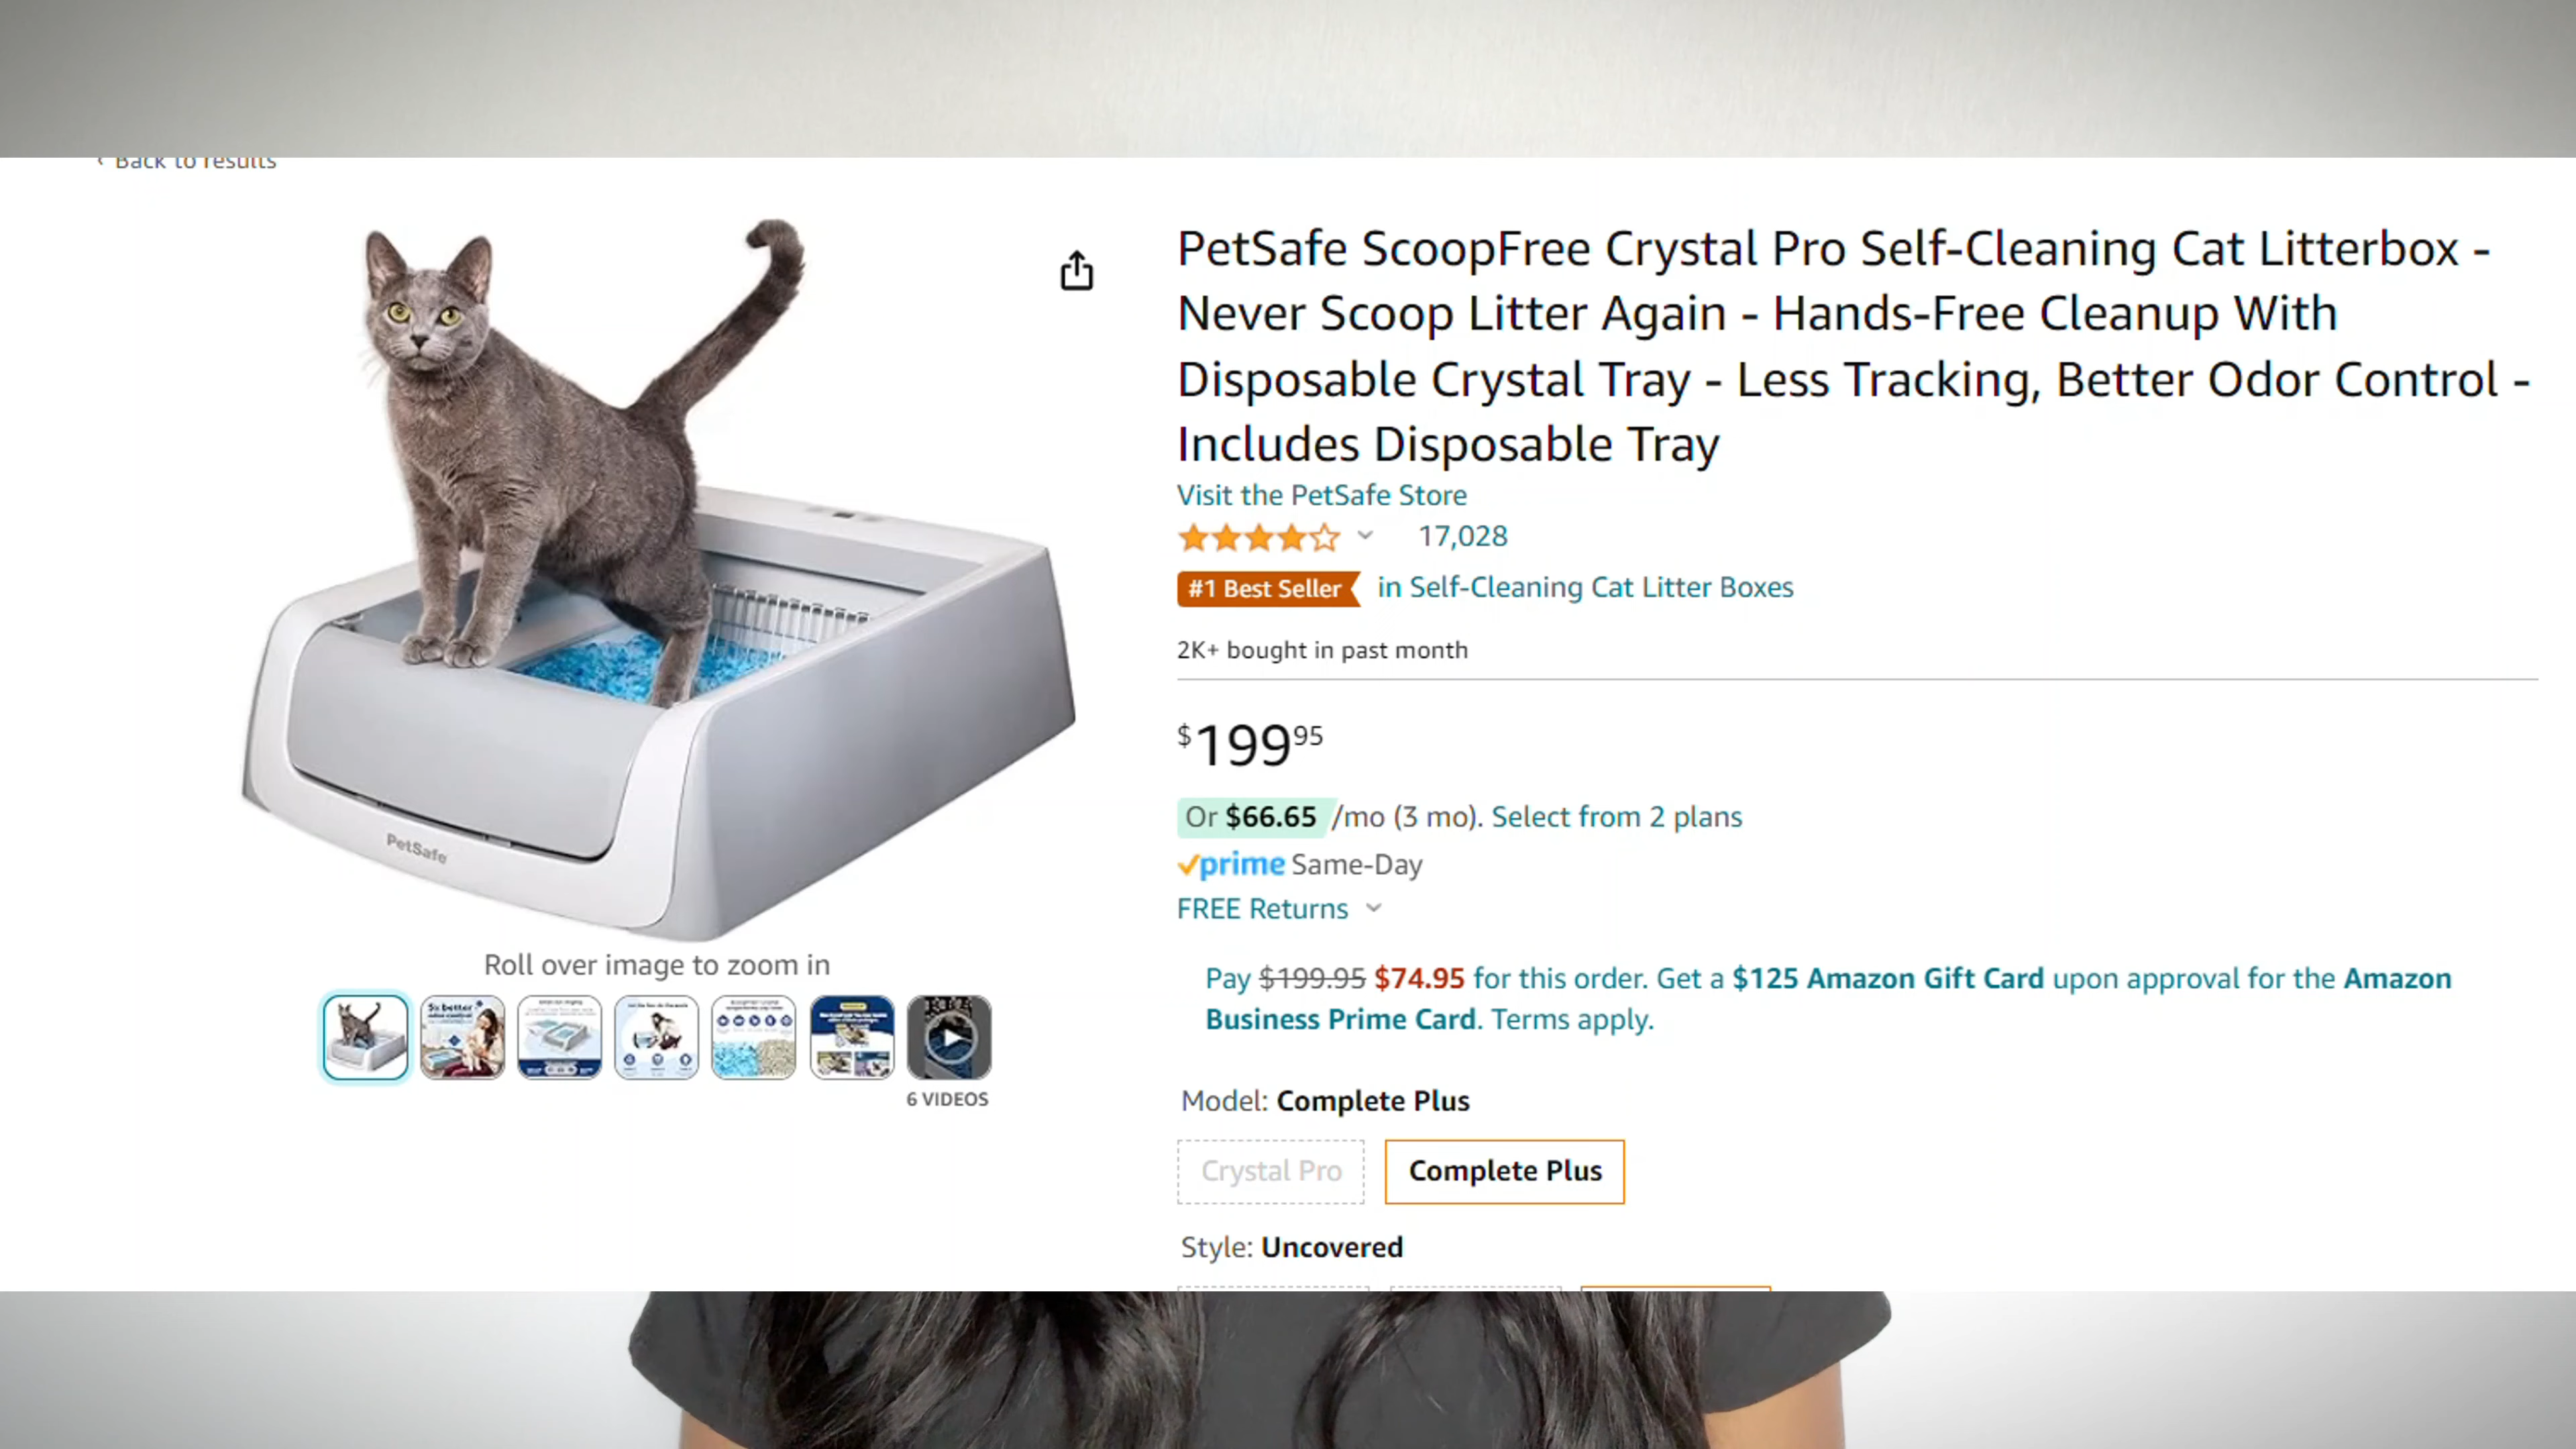 ‹ Back to results
PetSafe ScoopFree Crystal Pro Self-Cleaning Cat Litterbox -
Never Scoop Litter Again - Hands-Free Cleanup With
Disposable Crystal Tray - Less Tracking, Better Odor Control -
Includes Disposable Tray
Visit the PetSafe Store
17,028
#1 Best Seller in Self-Cleaning Cat Litter Boxes
2K+ bought in past month
$199.95
Or $66.65 /mo (3 mo). Select from 2 plans
prime Same-Day
FREE Returns
Pay $199.95 $74.95 for this order. Get a $125 Amazon Gift Card upon approval for the Amazon
Business Prime Card. Terms apply.
Model: Complete Plus
Crystal Pro Complete Plus
Style: Uncovered
PetSafe
Roll over image to zoom in
5x better
6 VIDEOS